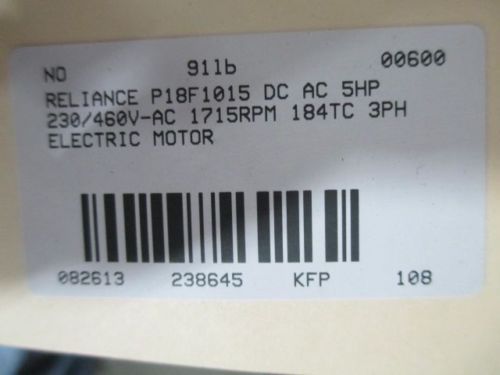 NO 91lb 00600
RELIANCE P18F1015 DC AC 5HP
230/460V-AC 1715RPM 184TC 3PH
ELECTRIC MOTOR
082613 238645 KFP 108